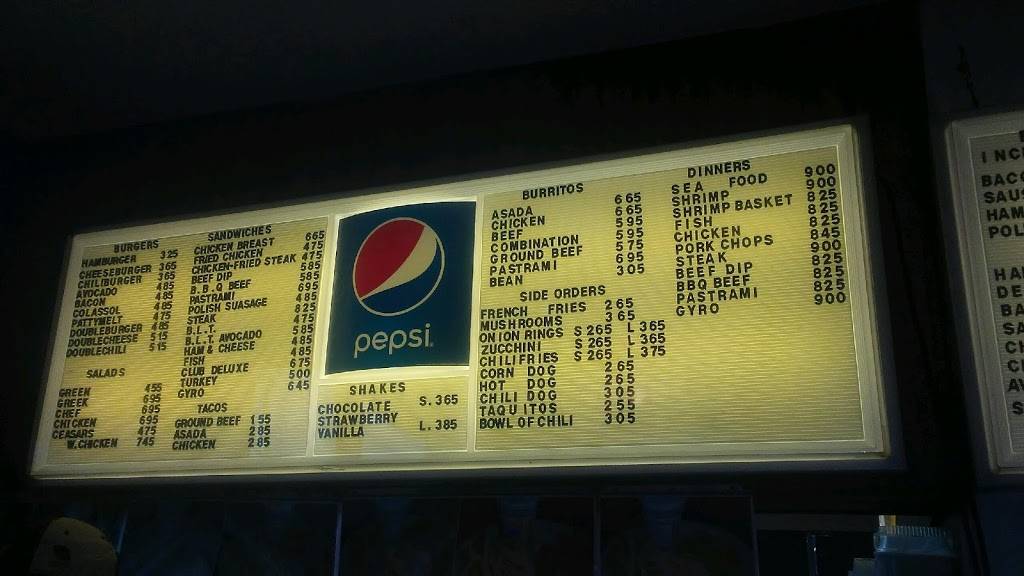 BURGERS
HAMBURGER 325
CHEESEBURGER 365
CHILIBURGER 365
AVOCADO 485
BACON 485
COLASSOL 485
PATTYMELT 475
DOUBLEBURGER 485
DOUBLECHEESE 515
DOUBLECHILI 515
SALADS
GREEN 455
GREEK 695
CHEF 695
CHICKEN 695
CEASARS 475
W.CHICKEN 745
SANDWICHES
CHICKEN BREAST 665
FRIED CHICKEN 475
CHICKEN-FRIED STEAK 475
BEEF DIP 585
B.B.Q BEEF 585
PASTRAMI 695
POLISH SUASAGE 485
STEAK 825
B.L.T. 475
B.L.T. AVOCADO 585
HAM & CHEESE 485
FISH 485
CLUB DELUXE 675
TURKEY 500
GYRO 645
TACOS
GROUND BEEF 155
ASADA 285
CHICKEN 285
pepsi
SHAKES
CHOCOLATE S. 365
STRAWBERRY
VANILLA L. 385
BURRITOS
ASADA 665
CHICKEN 665
BEEF 595
COMBINATION 595
GROUND BEEF 575
PASTRAMI 695
BEAN 305
SIDE ORDERS
FRENCH FRIES 265
MUSHROOMS 365
ONION RINGS S 265 L 365
ZUCCHINI S 265 L 365
CHILI FRIES S 265 L 375
CORN DOG 265
HOT DOG 265
CHILI DOG 305
TAQUITOS 255
BOWL OF CHILI 305
DINNERS
SEA FOOD 900
SHRIMP 900
SHRIMP BASKET 825
FISH 825
CHICKEN 845
PORK CHOPS 900
STEAK 900
BEEF DIP 825
BBQ BEEF 825
PASTRAMI 825
GYRO 900